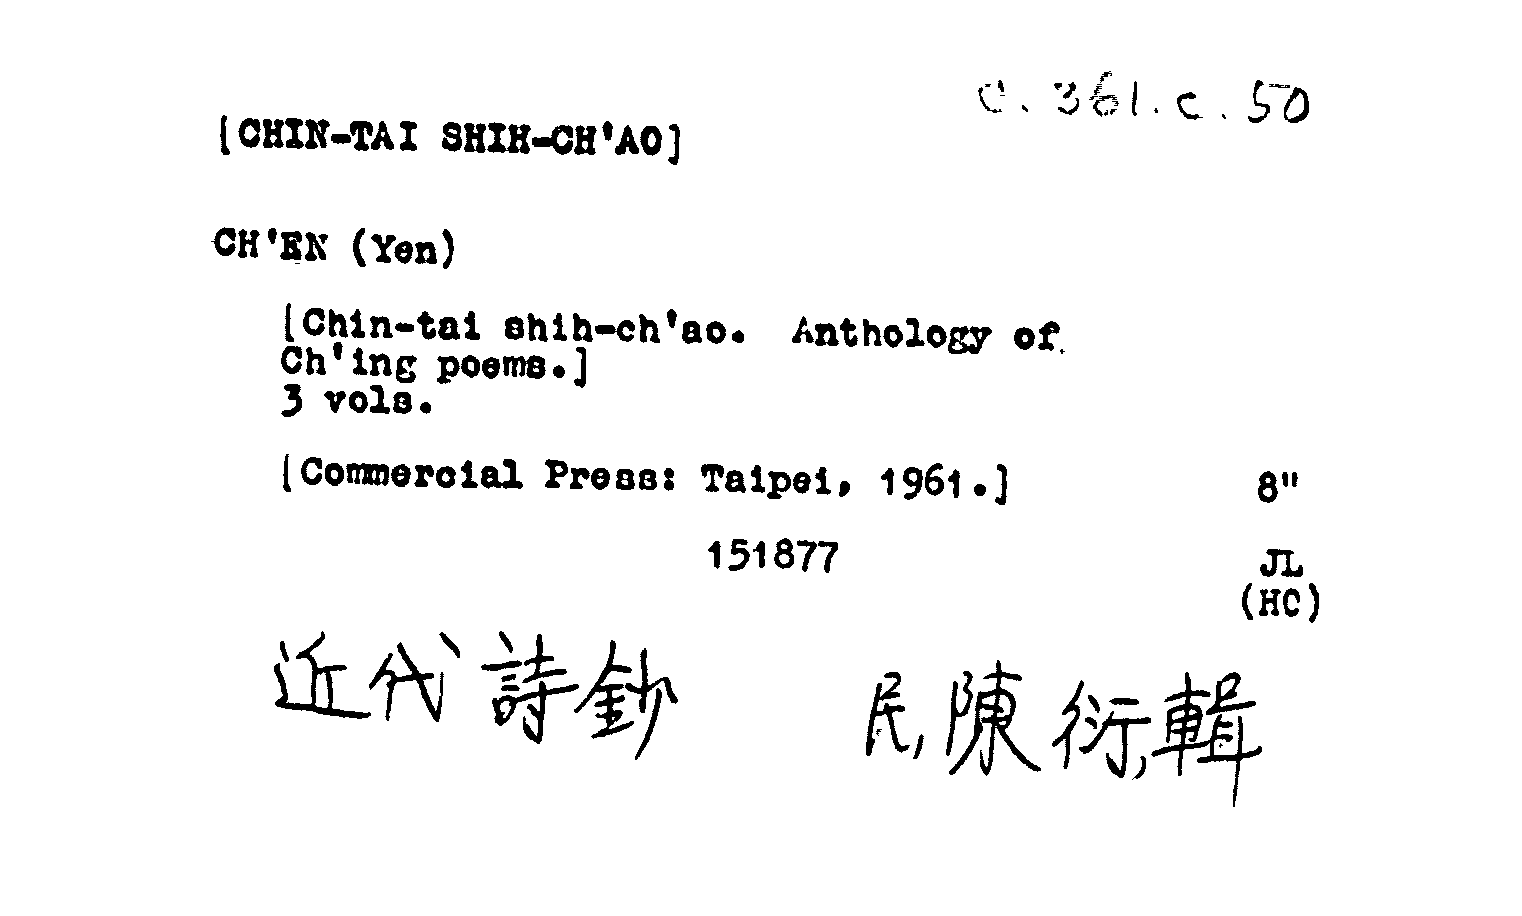 C.361.c.50
[CHIN-TAI SHIH-CH'AO]
CH'EN (Yen)
[Chin-tai shih-ch'ao. Anthology of
Ch'ing poems.]
3 vols.
[Commercial Press: Taipei, 1961.] 8"
151877
JL
(HC)
近代詩鈔 民,陳衍,輯